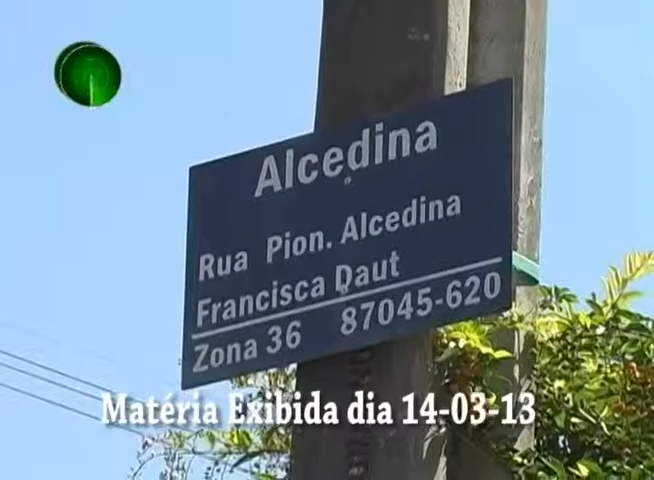 Alcedina
Rua Pion. Alcedina
Francisca Daut
Zona 36 87045-620
Matéria Exibida dia 14-03-13